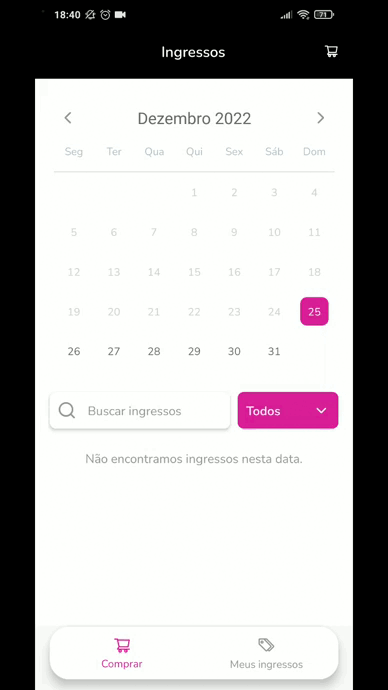 18:40 71
Ingressos
Dezembro 2022
Seg Ter Qua Qui Sex Sáb Dom
1 2 3 4
5 6 7 8 9 10 11
12 13 14 15 16 17 18
19 20 21 22 23 24 25
26 27 28 29 30 31
Buscar ingressos Todos
Não encontramos ingressos nesta data.
Comprar Meus ingressos